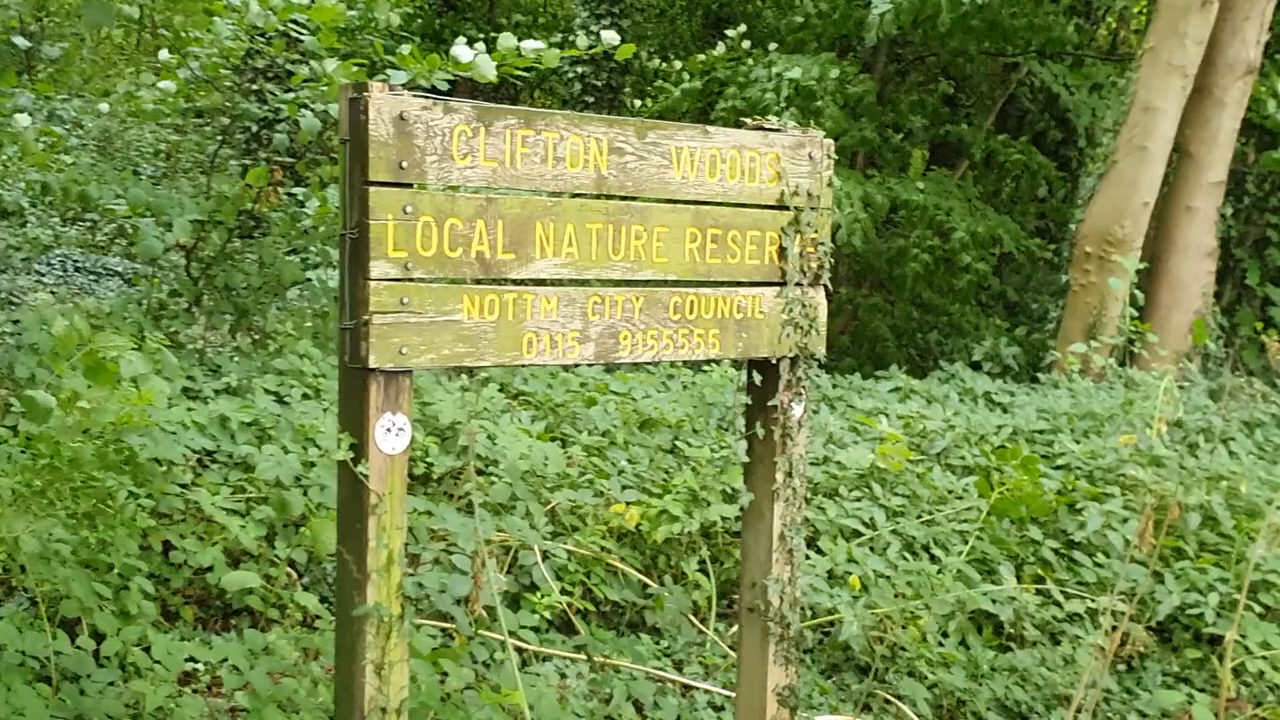 CLIFTON WOODS
LOCAL NATURE RESERVE
NOTTM CITY COUNCIL
0115 9155555